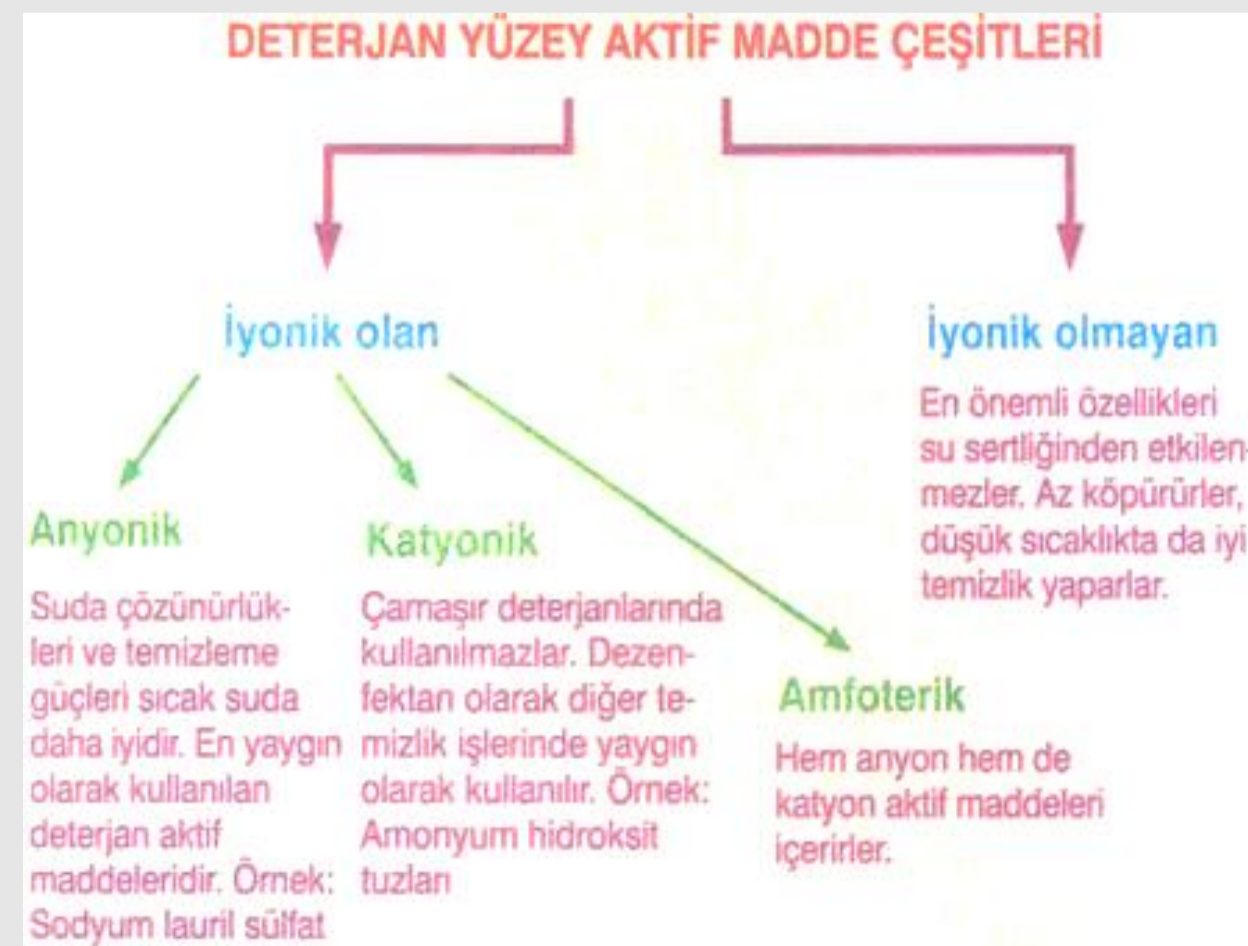 DETERJAN YÜZEY AKTİF MADDE ÇEŞİTLERİ
İyonik olan
İyonik olmayan
En önemli özellikleri
su sertliğinden etkilen-
mezler. Az köpürürler,
düşük sıcaklıkta da iyi
temizlik yaparlar.
Anyonik
Suda çözünürlük-
leri ve temizleme
güçleri sıcak suda
daha iyidir. En yaygın
olarak kullanılan
deterjan aktif
maddeleridir. Örnek:
Sodyum lauril sülfat
Katyonik
Çamaşır deterjanlarında
kullanılmazlar. Dezen-
fektan olarak diğer te-
mizlik işlerinde yaygın
olarak kullanılır. Örnek:
Amonyum hidroksit
tuzları
Amfoterik
Hem anyon hem de
katyon aktif maddeleri
içerirler.